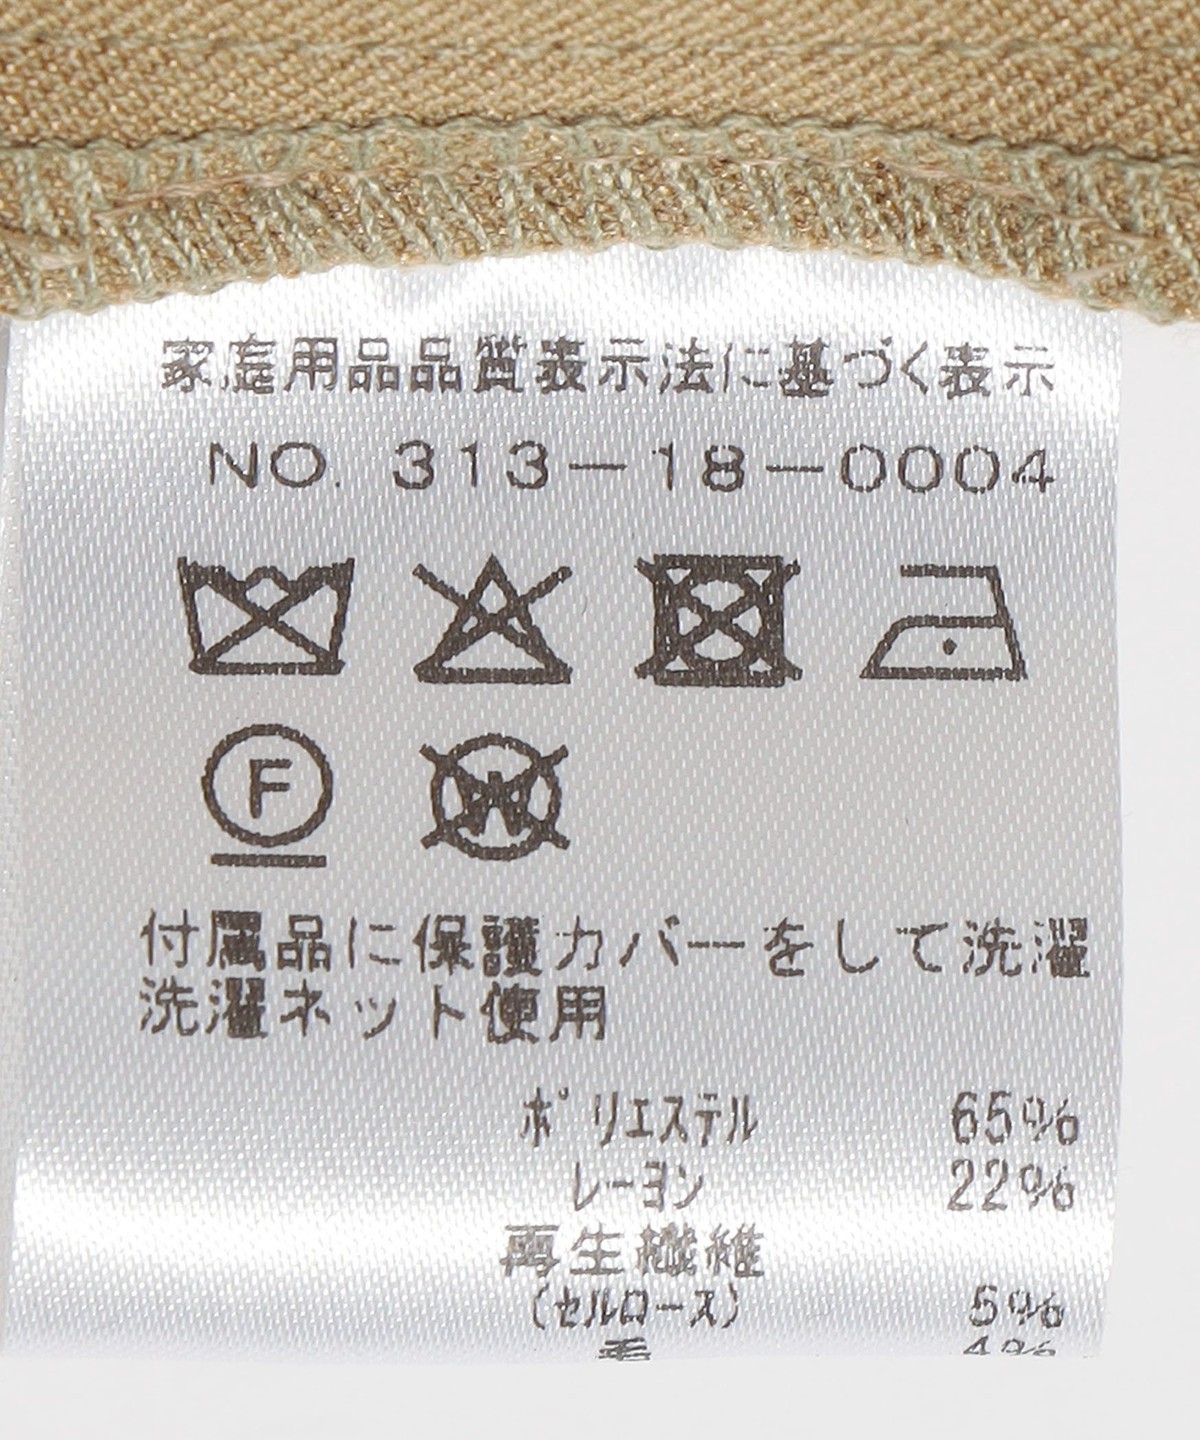 家庭用品品質表示法に基づく表示
NO. 313-18-0004
F
W
付属品に保護カバーをして洗濯
洗濯ネット使用
ポリエステル 65%
レーヨン 22%
再生繊維
(セルロース) 5%
毛 4%